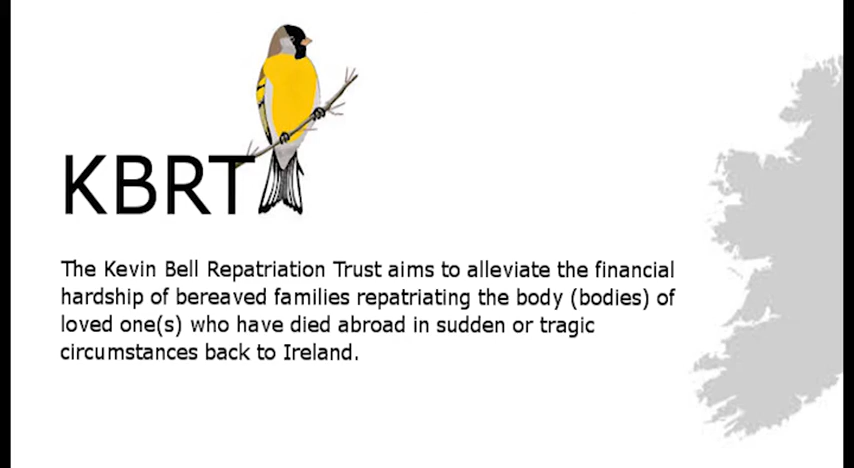 KBRT
The Kevin Bell Repatriation Trust aims to alleviate the financial
hardship of bereaved families repatriating the body (bodies) of
loved one(s) who have died abroad in sudden or tragic
circumstances back to Ireland.